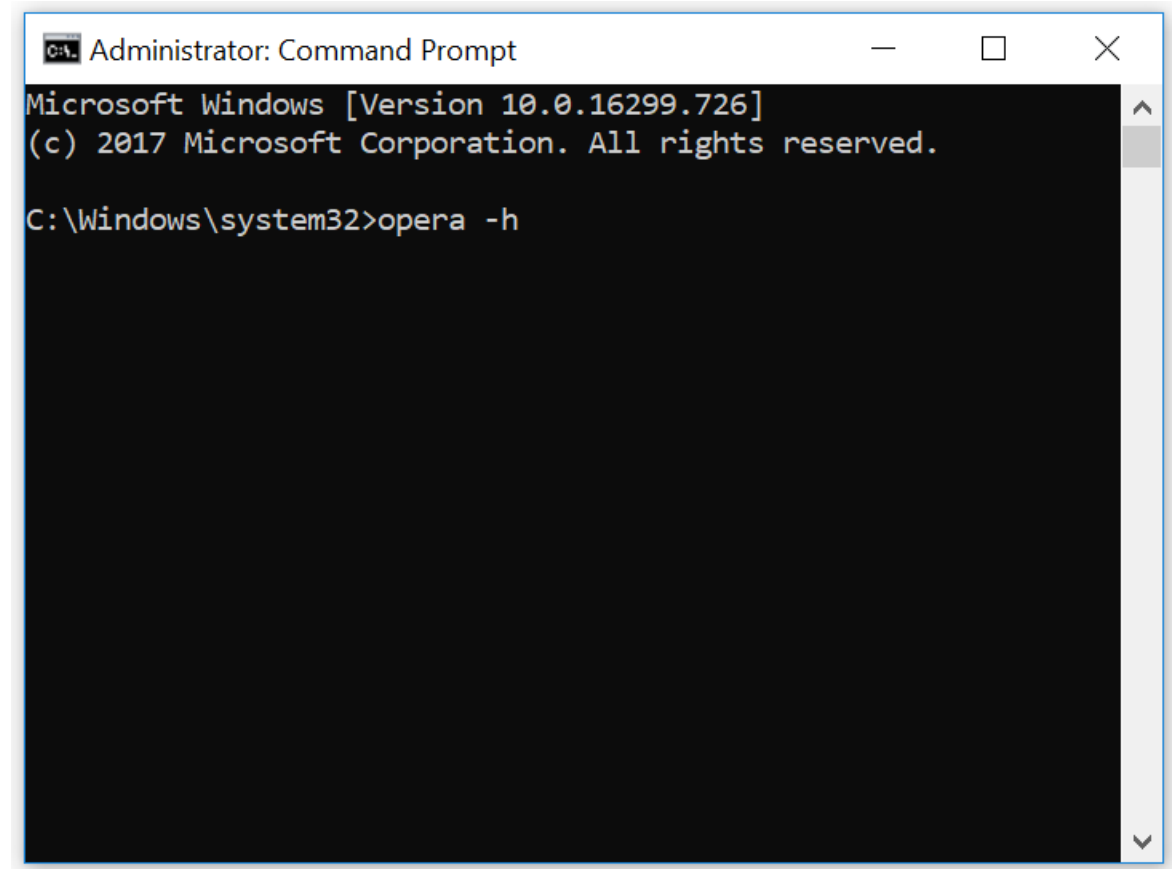 Administrator: Command Prompt
Microsoft Windows [Version 10.0.16299.726]
(c) 2017 Microsoft Corporation. All rights reserved.
C:\Windows\system32>opera -h